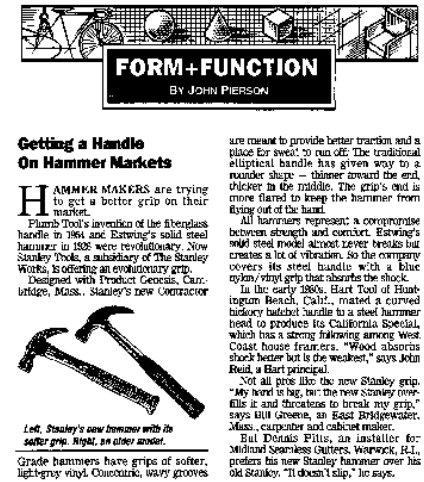 FORM+FUNCTION
BY JOHN PIERSON
Getting a Handle
On Hammer Markets
HAMMER MAKERS are trying
to get a better grip on their
market.
Plumb Tool's invention of the fiberglass
handle in 1954 and Estwing's solid steel
hammer in 1926 were revolutionary. Now
Stanley Tools, a subsidiary of The Stanley
Works, is offering an evolutionary grip.
Designed with Product Genesis, Cam-
bridge, Mass., Stanley's new Contractor
Left, Stanley's new hammer with its
softer grip. Right, an older model.
Grade hammers have grips of softer,
light-grey vinyl. Concentric, wavy grooves
are meant to provide better traction and a
place for sweat to run off. The traditional
elliptical handle has given way to a
rounder shape — thinner toward the end,
thicker in the middle. The grip's end is
more flared to keep the hammer from
flying out of the hand.
All hammers represent a compromise
between strength and comfort. Estwing's
solid steel model almost never breaks but
creates a lot of vibration. So the company
covers its steel handle with a blue
nylon/vinyl grip that absorbs the shock.
In the early 1980s, Hart Tool of Hunt-
ington Beach, Calif., mated a curved
hickory hatchet handle to a steel hammer
head to produce its California Special,
which has a strong following among West
Coast house framers. "Wood absorbs
shock better but is the weakest," says John
Reid, a Hart principal.
Not all pros like the new Stanley grip.
"My hand is big, but the new Stanley over-
fills it and threatens to break my grip,"
says Bill Greene, an East Bridgewater,
Mass., carpenter and cabinet maker.
But Dennis Pitts, an installer for
Midland Seamless Gutters, Warwick, R.I.,
prefers his new Stanley hammer over his
old Stanley. "It doesn't slip," he says.